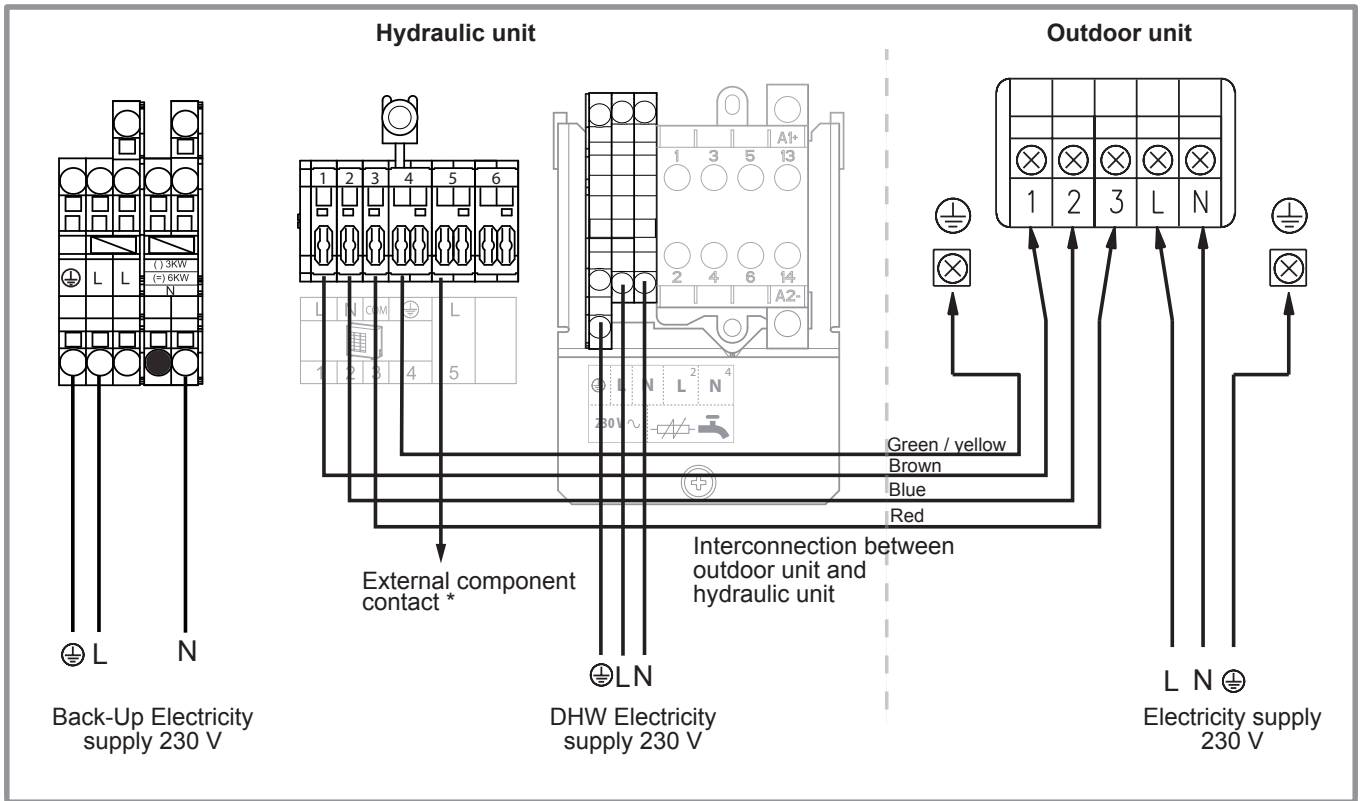 Hydraulic unit
Outdoor unit
A1+
1 3 5 13
1 2 3 4 5 6
1 2 3 L N
( ) 3KW
(=) 6KW
L L N
2 4 6 14
A2-
L N COM L
1 2 3 4 5
L N L 2 N 4
230 V ~
Green / yellow
Brown
Blue
Red
Interconnection between
outdoor unit and
hydraulic unit
External component
contact *
L N
Back-Up Electricity
supply 230 V
L N
DHW Electricity
supply 230 V
L N
Electricity supply
230 V